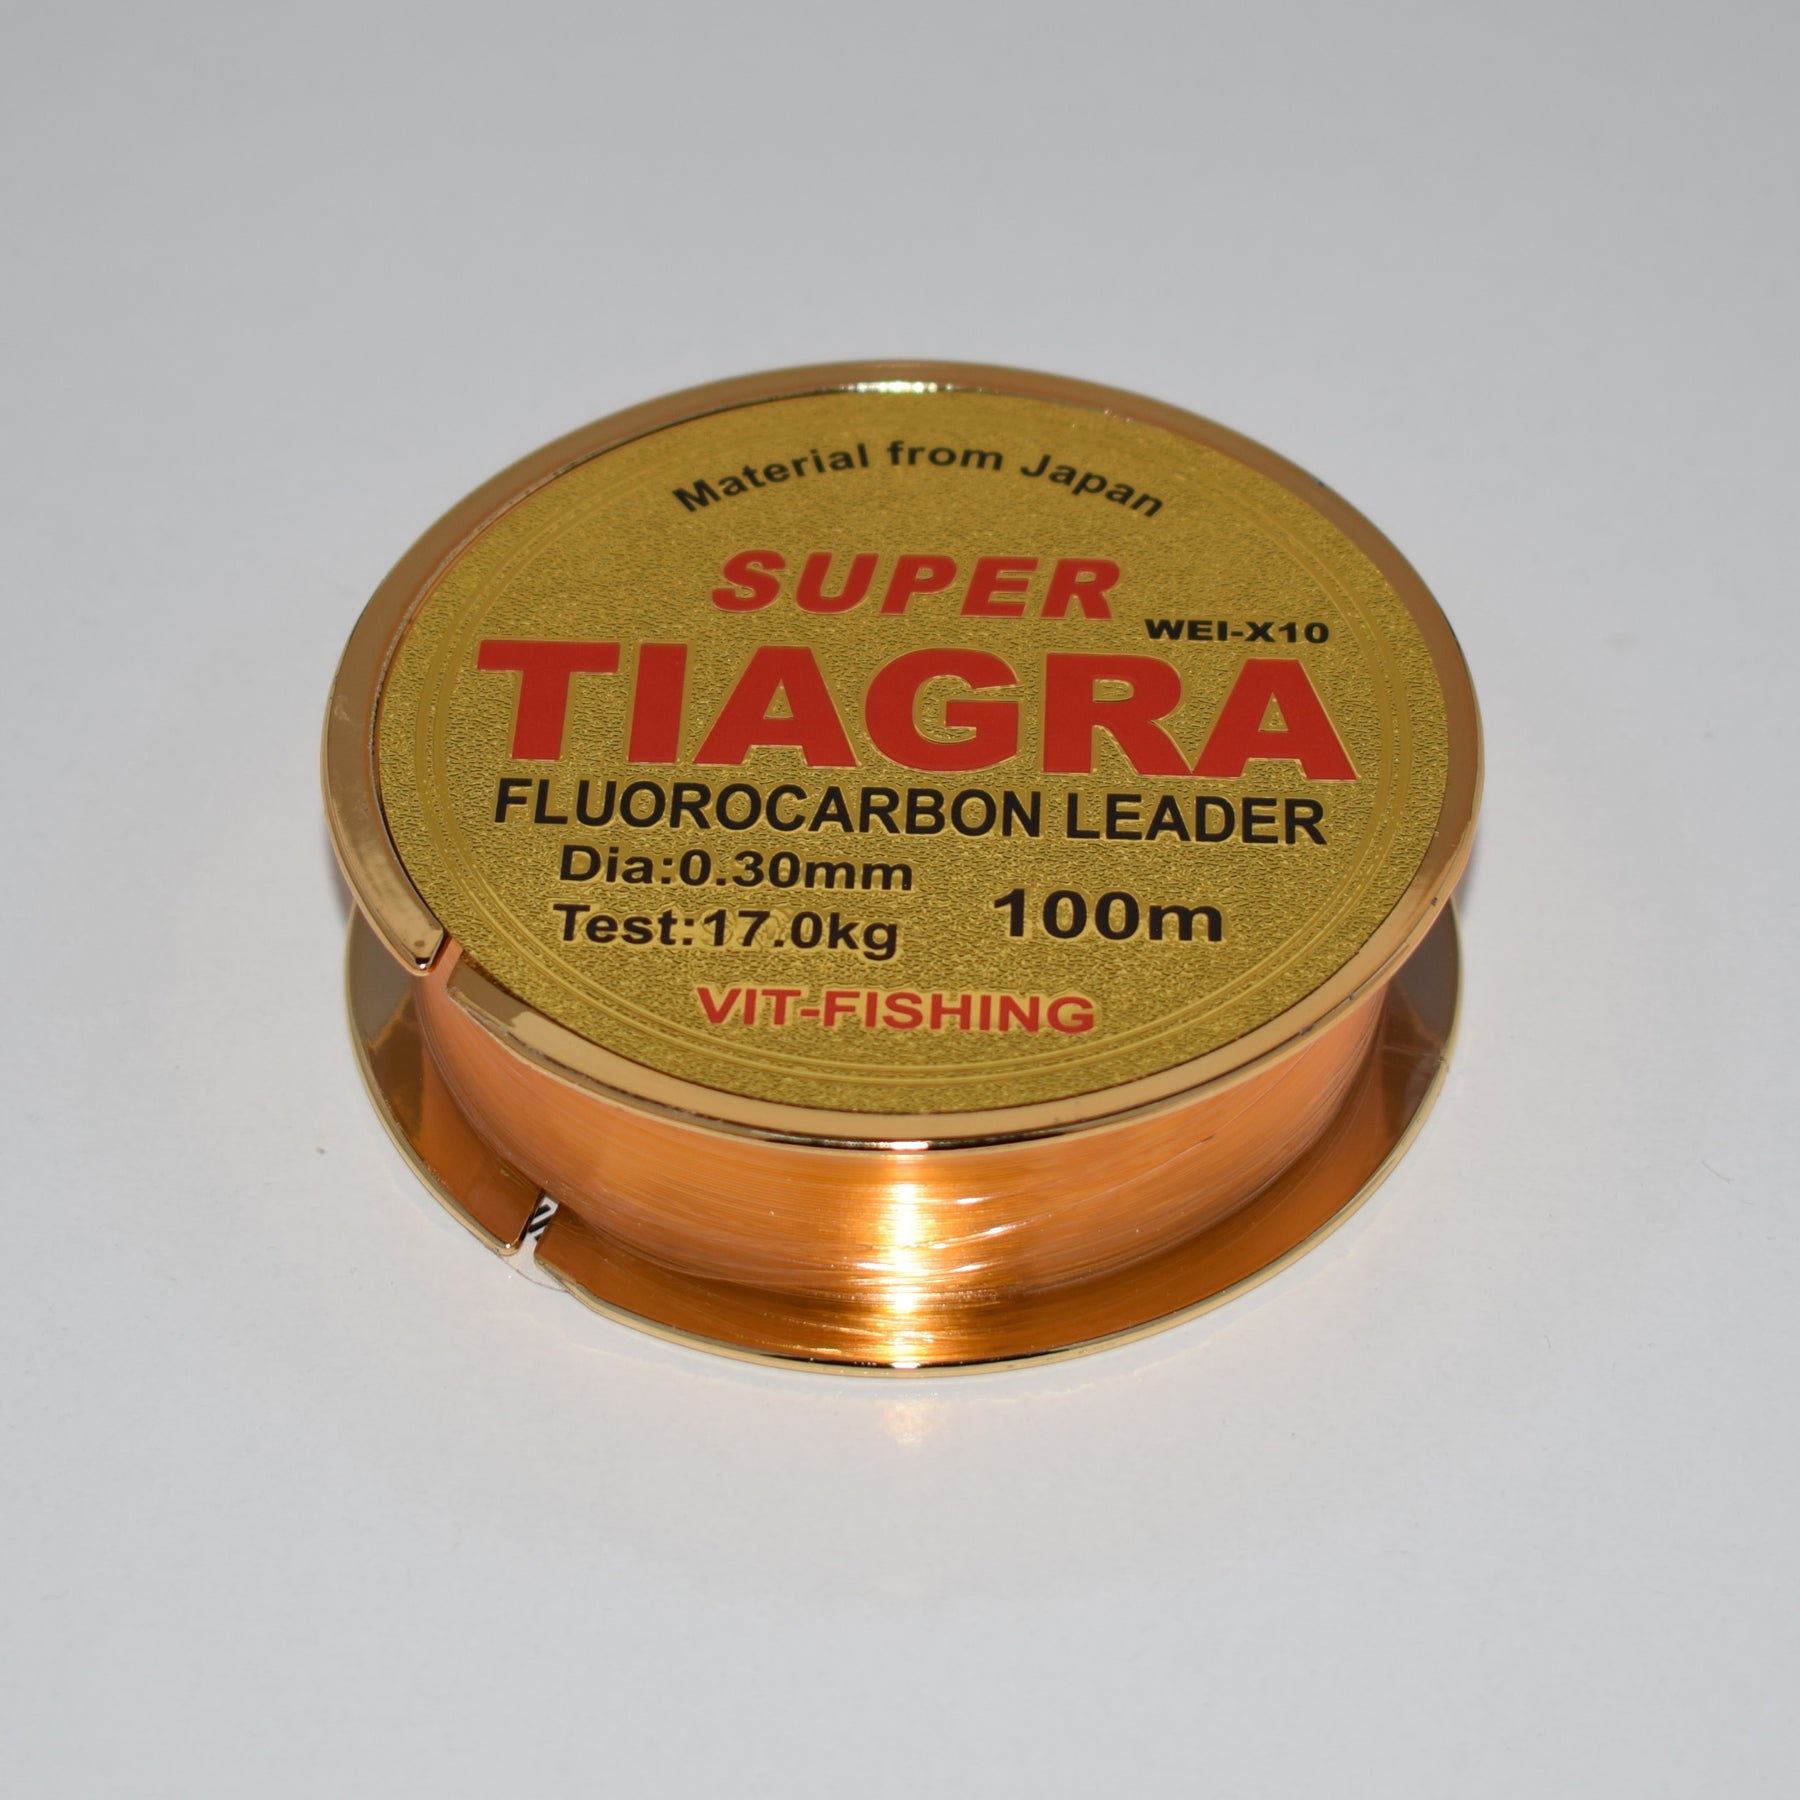 Material from Japan
SUPER
WEI-X10
TIAGRA
FLUOROCARBON LEADER
Dia:0.30mm
Test:17.0kg
100m
VIT-FISHING